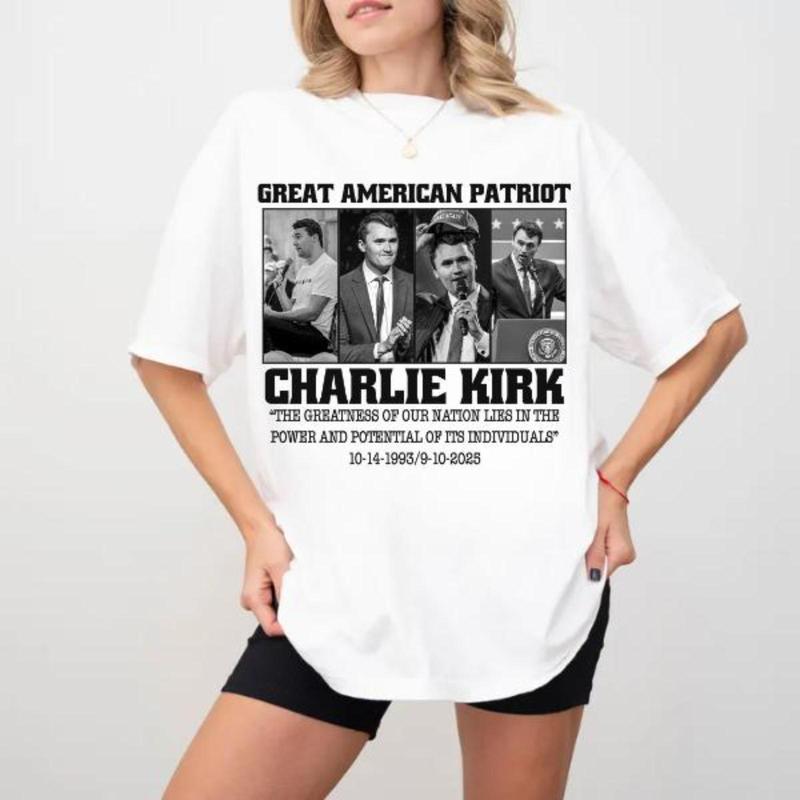 GREAT AMERICAN PATRIOT
CHARLIE KIRK
“THE GREATNESS OF OUR NATION LIES IN THE
POWER AND POTENTIAL OF ITS INDIVIDUALS”
10-14-1993/9-10-2025